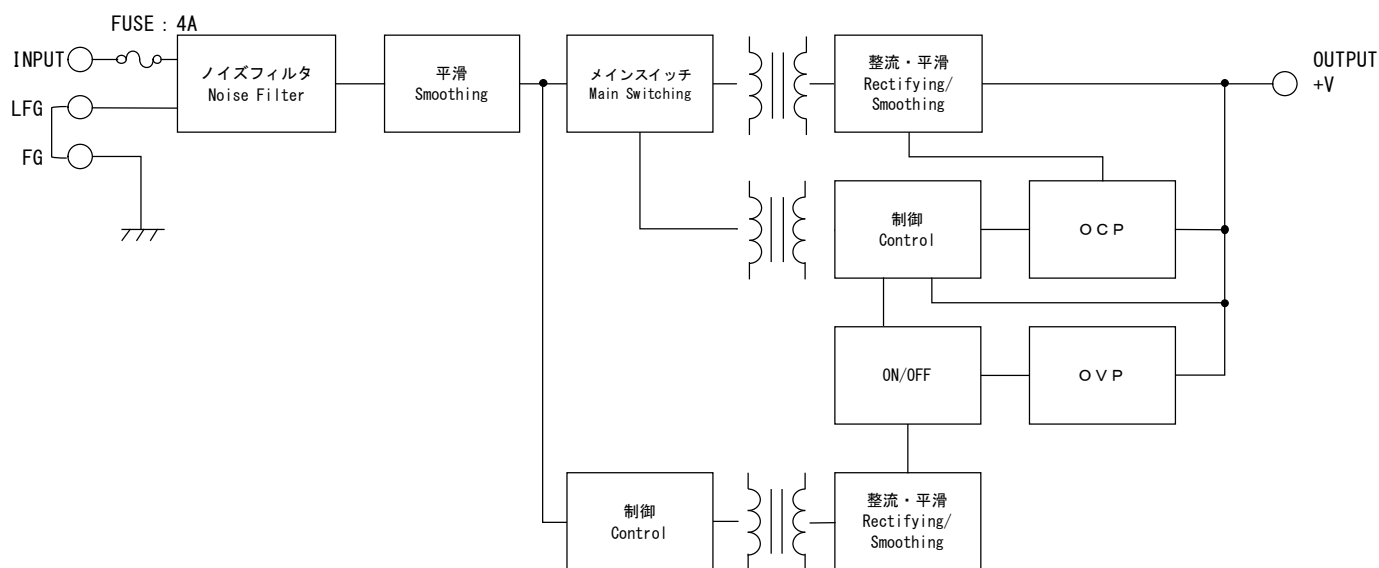 FUSE : 4A
INPUT
LFG
FG
ノイズフィルタ
Noise Filter
平滑
Smoothing
メインスイッチ
Main Switching
整流・平滑
Rectifying/
Smoothing
OUTPUT
+V
制御
Control
ＯＣＰ
ON/OFF
ＯＶＰ
制御
Control
整流・平滑
Rectifying/
Smoothing